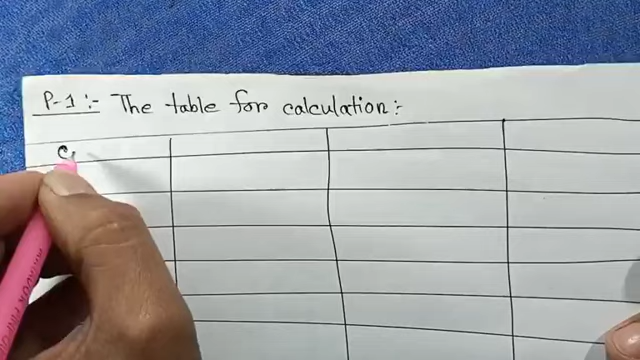 P-1 :- The table for calculation :-